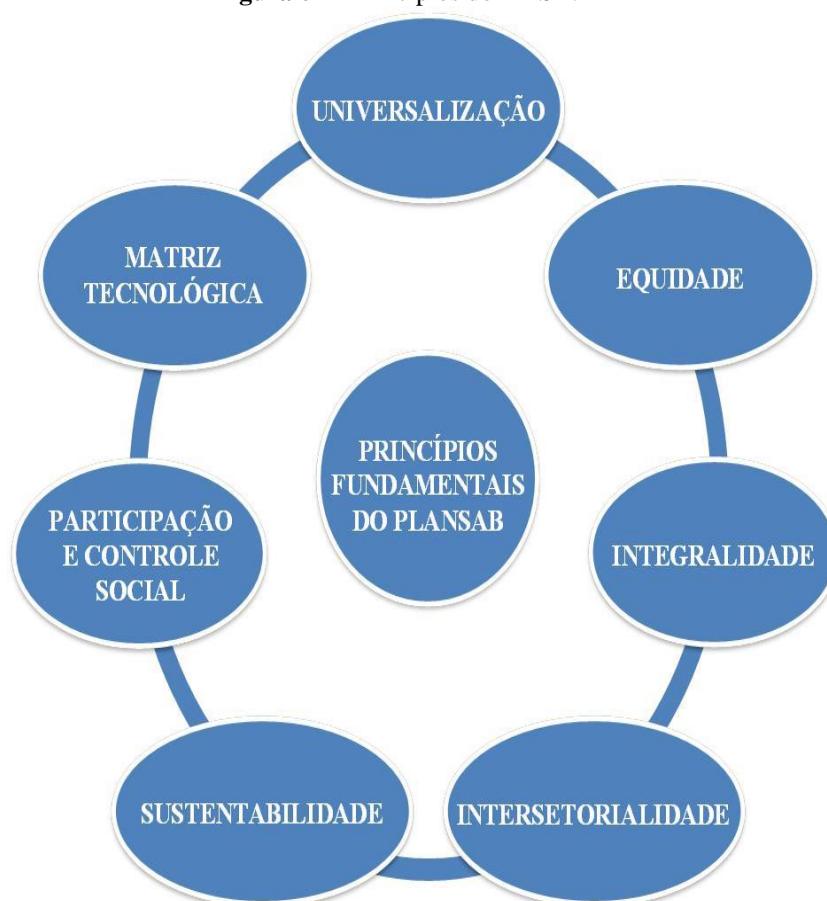 UNIVERSALIZAÇÃO
EQUIDADE
INTEGRALIDADE
INTERSETORIALIDADE
SUSTENTABILIDADE
PARTICIPAÇÃO
E CONTROLE
SOCIAL
MATRIZ
TECNOLÓGICA
PRINCÍPIOS
FUNDAMENTAIS
DO PLANSAB